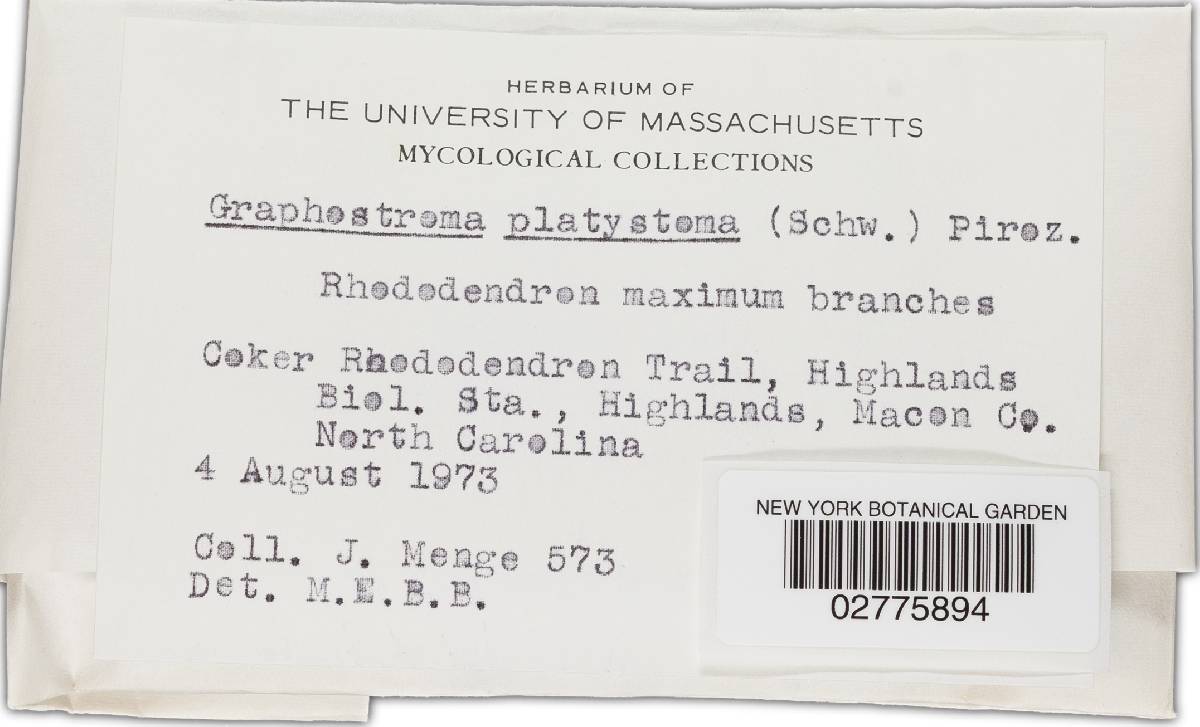 HERBARIUM OF
THE UNIVERSITY OF MASSACHUSETTS
MYCOLOGICAL COLLECTIONS
Graphostroma platystoma (Schw.) Piroz.
Rhododendron maximum branches
Coker Rhododendron Trail, Highlands
Biol. Sta., Highlands, Macon Co.
North Carolina
4 August 1973
Coll. J. Menge 573
Det. M.E.B.B.
NEW YORK BOTANICAL GARDEN
02775894